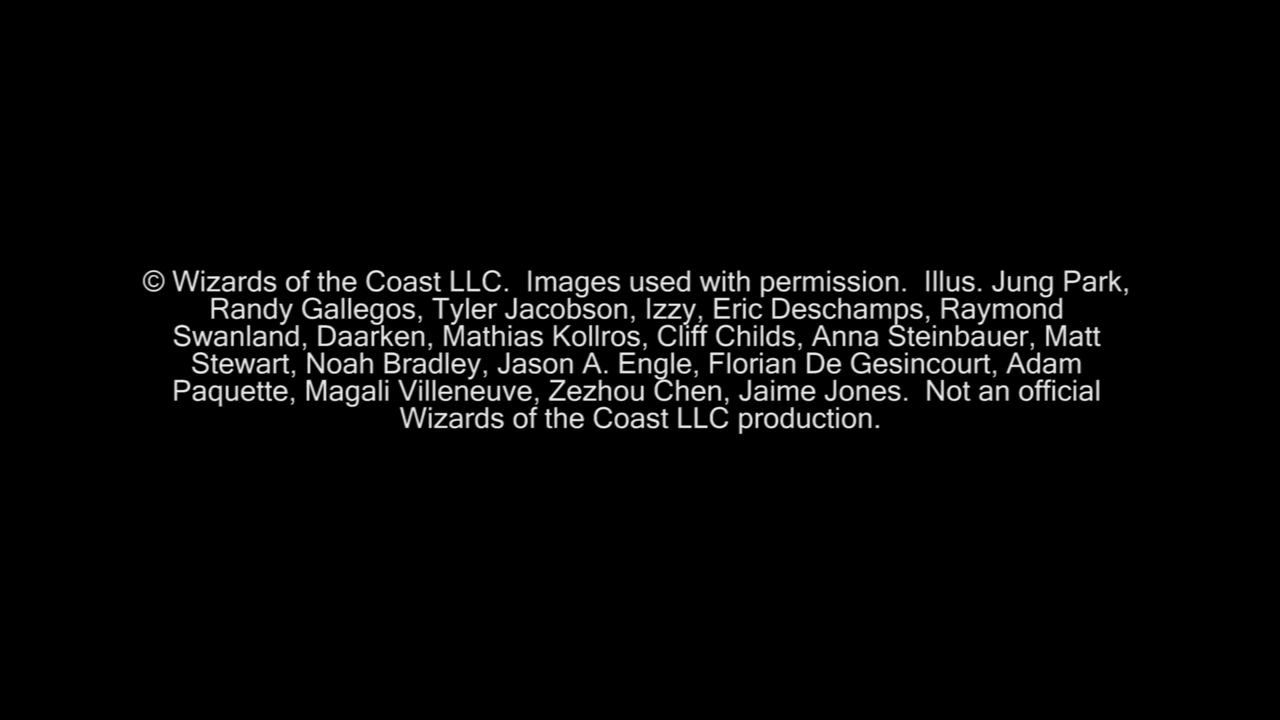 © Wizards of the Coast LLC.  Images used with permission.  Illus. Jung Park,
Randy Gallegos, Tyler Jacobson, Izzy, Eric Deschamps, Raymond
Swanland, Daarken, Mathias Kollros, Cliff Childs, Anna Steinbauer, Matt
Stewart, Noah Bradley, Jason A. Engle, Florian De Gesincourt, Adam
Paquette, Magali Villeneuve, Zezhou Chen, Jaime Jones.  Not an official
Wizards of the Coast LLC production.